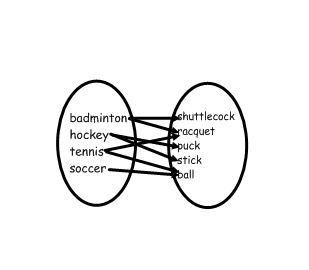 badminton
hockey
tennis
soccer
shuttlecock
racquet
puck
stick
ball